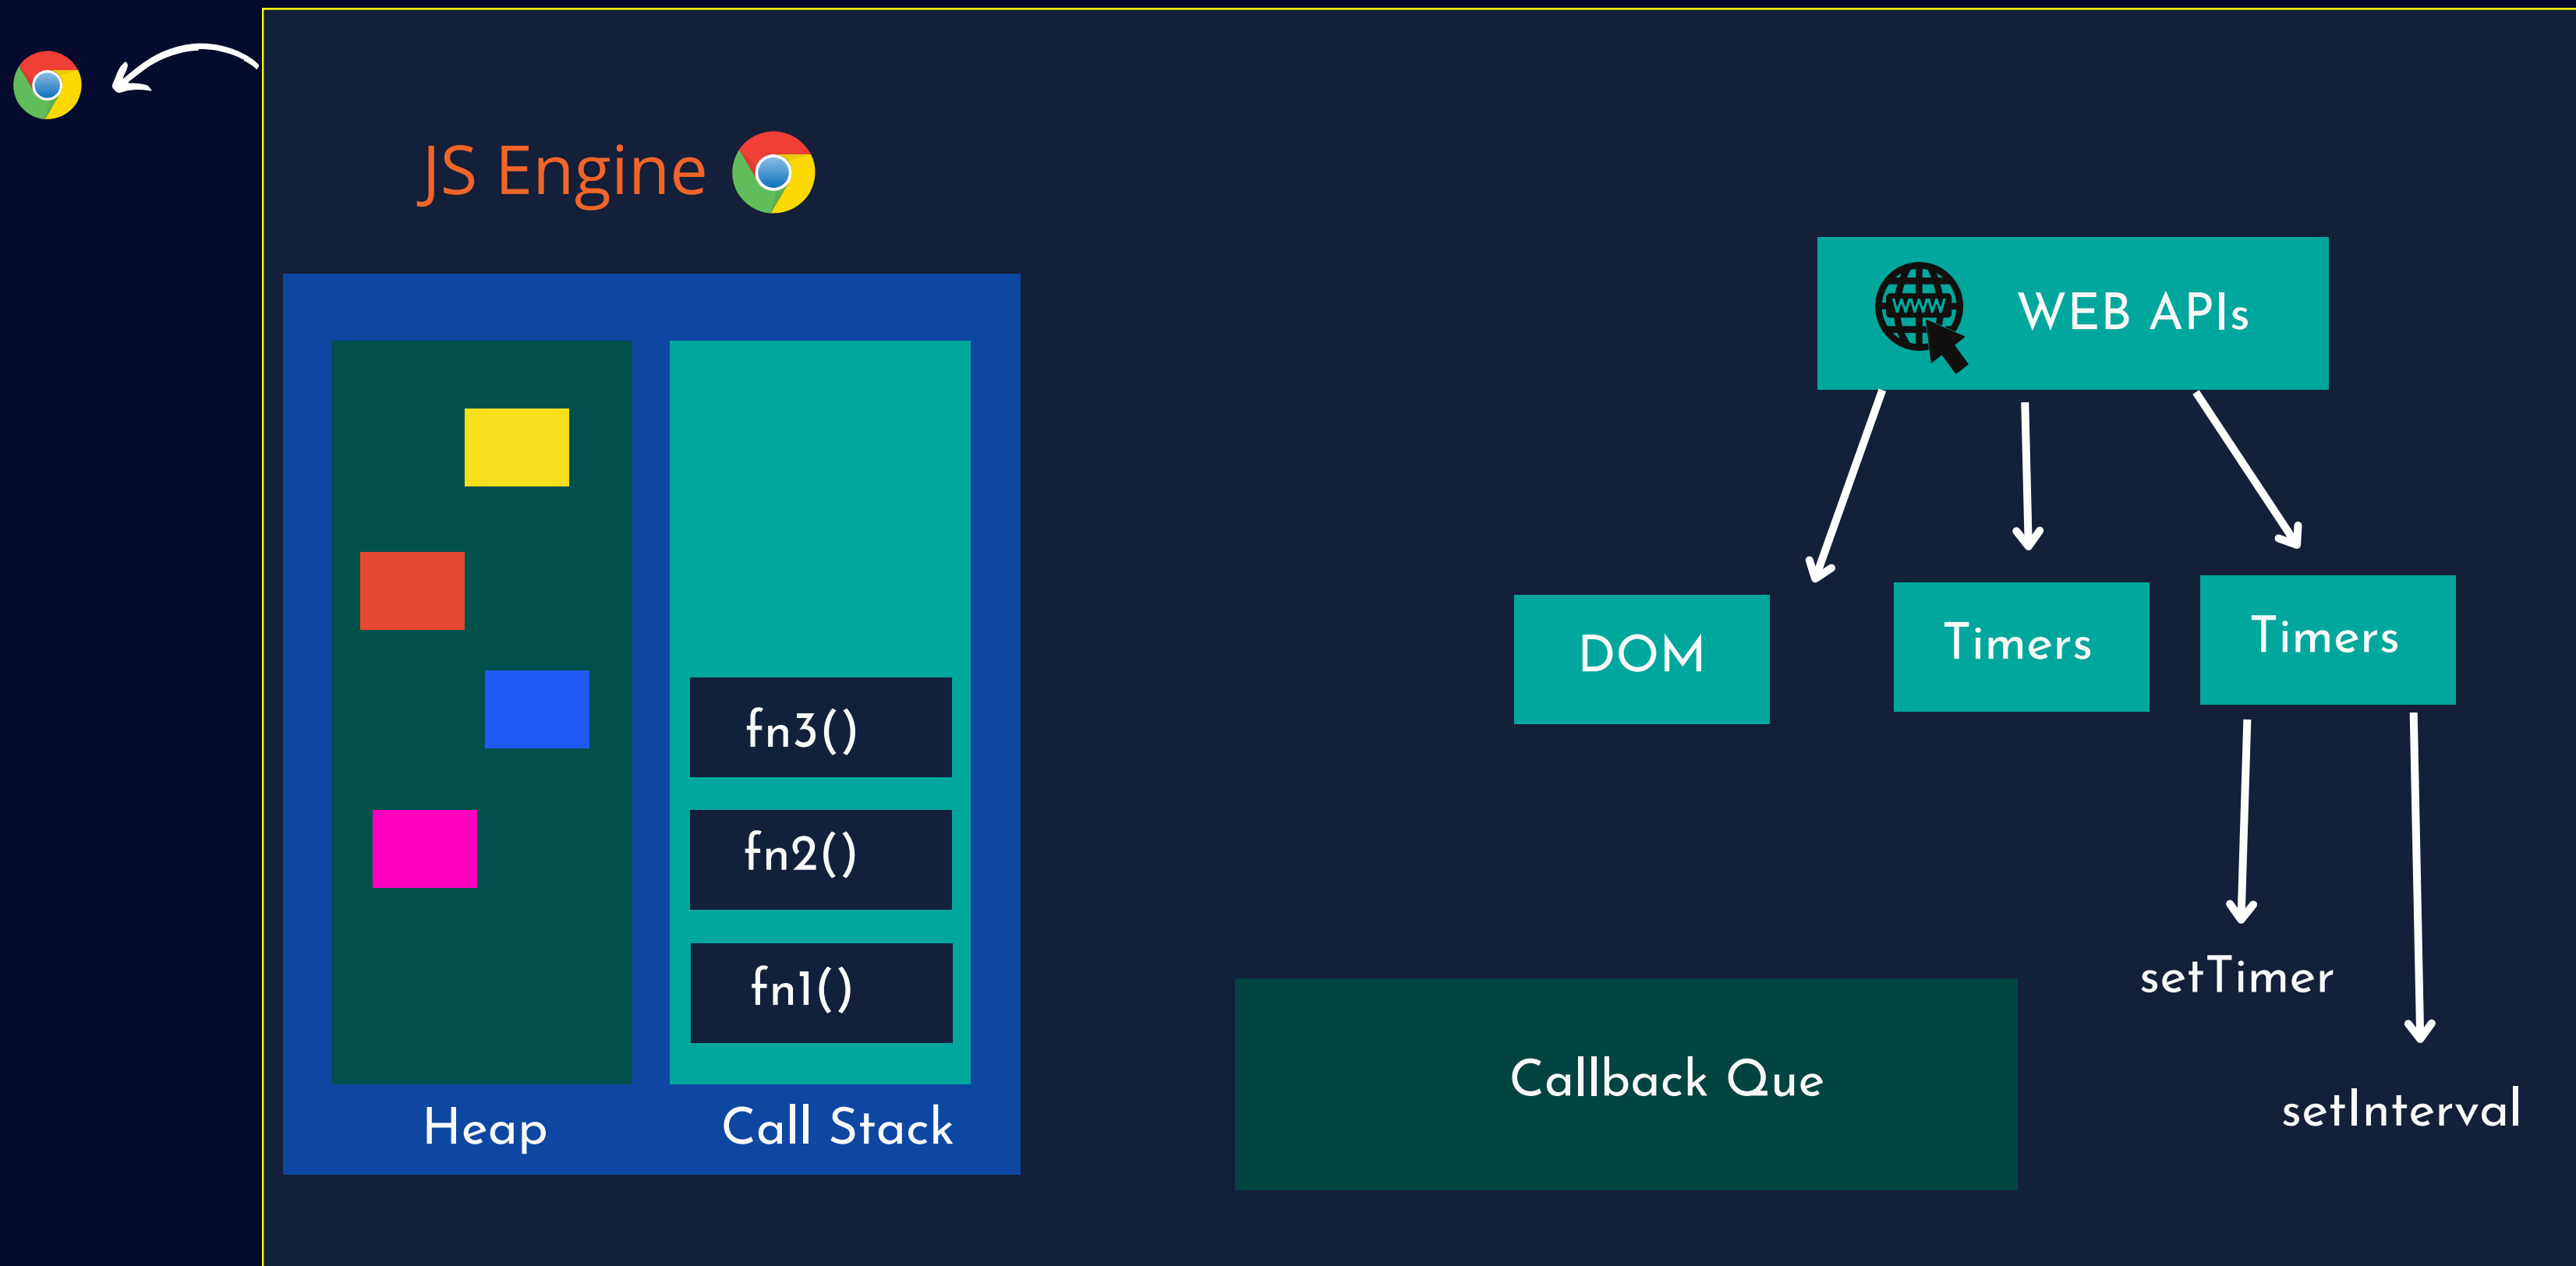 JS Engine
WWW
WEB APIs
DOM
Timers
Timers
fn3()
fn2()
fn1()
setTimer
Callback Que
setInterval
Heap
Call Stack